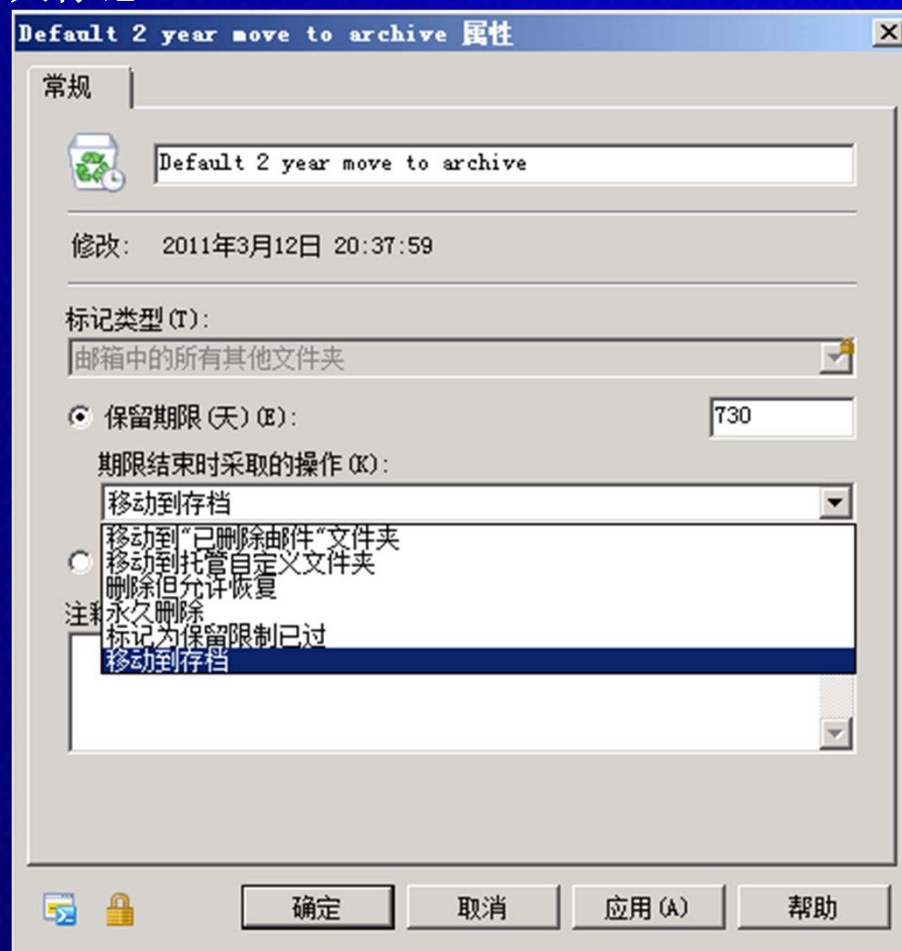 Default 2 year move to archive 属性
常规
Default 2 year move to archive
修改: 2011年3月12日 20:37:59
标记类型(T):
邮箱中的所有其他文件夹
保留期限(天)(E): 730
期限结束时采取的操作(K):
移动到存档
移动到“已删除邮件“文件夹
移动到托管自定义文件夹
删除但允许恢复
永久删除
标记为保留限制已过
移动到存档
确定 取消 应用(A) 帮助